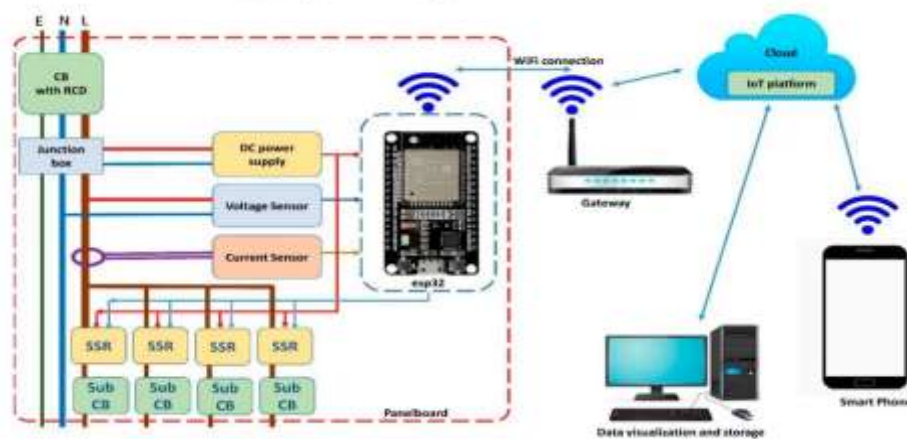 E N L
CB
with RCD
Junction
box
DC power
supply
Voltage Sensor
Current Sensor
esp32
SSR
SSR
SSR
SSR
Sub
CB
Sub
CB
Sub
CB
Sub
CB
Panelboard
WiFi connection
Gateway
Cloud
IoT platform
Data visualization and storage
Smart Phone